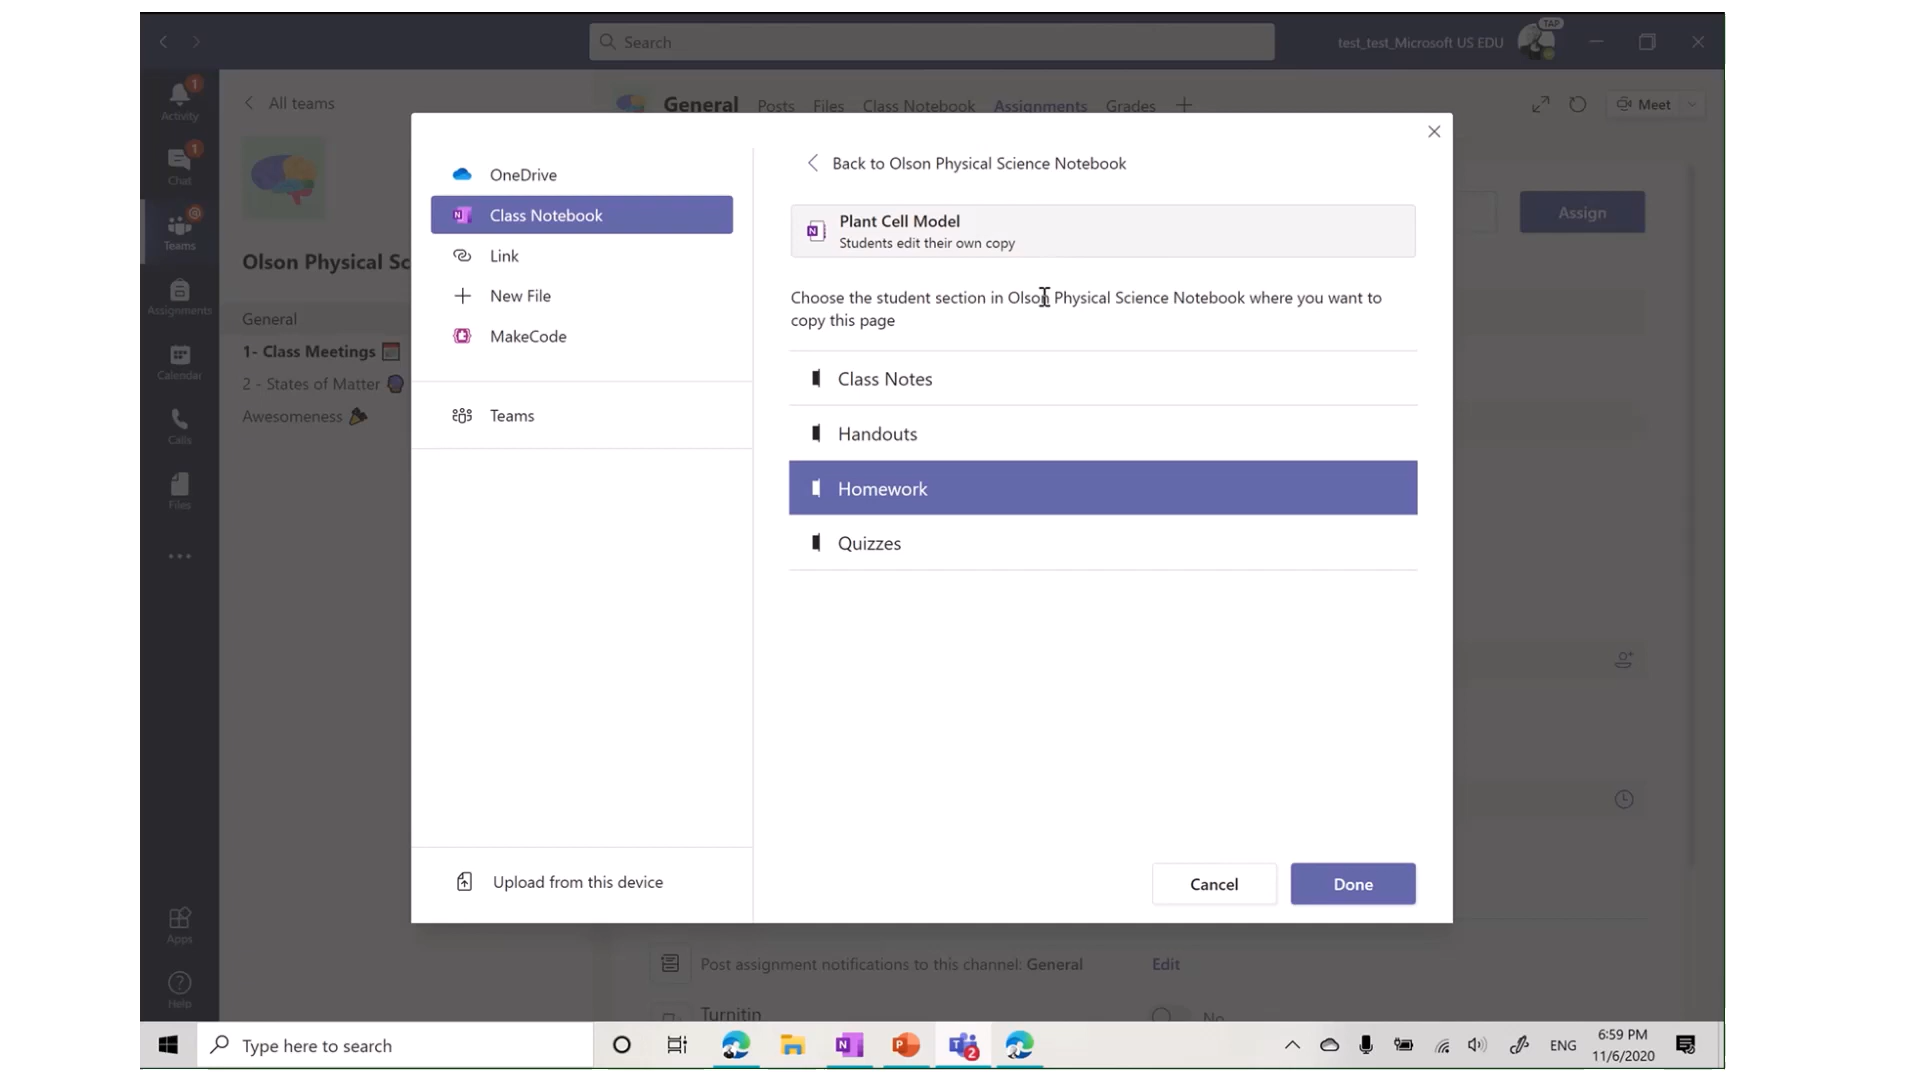 Search
test_test_Microsoft US EDU
TAP
Activity
1
Chat
1
Teams
@
Assignments
Calendar
Calls
Files
Apps
Help
All teams
Olson Physical Sc
General
1- Class Meetings
2 - States of Matter
Awesomeness
General
Posts
Files
Class Notebook
Assignments
Grades
Meet
Assign
OneDrive
Class Notebook
Link
New File
MakeCode
Teams
Upload from this device
Back to Olson Physical Science Notebook
Plant Cell Model
Students edit their own copy
Choose the student section in Olson Physical Science Notebook where you want to
copy this page
Class Notes
Handouts
Homework
Quizzes
Cancel
Done
Post assignment notifications to this channel: General
Edit
Turnitin
No
Type here to search
2
ENG
6:59 PM
11/6/2020